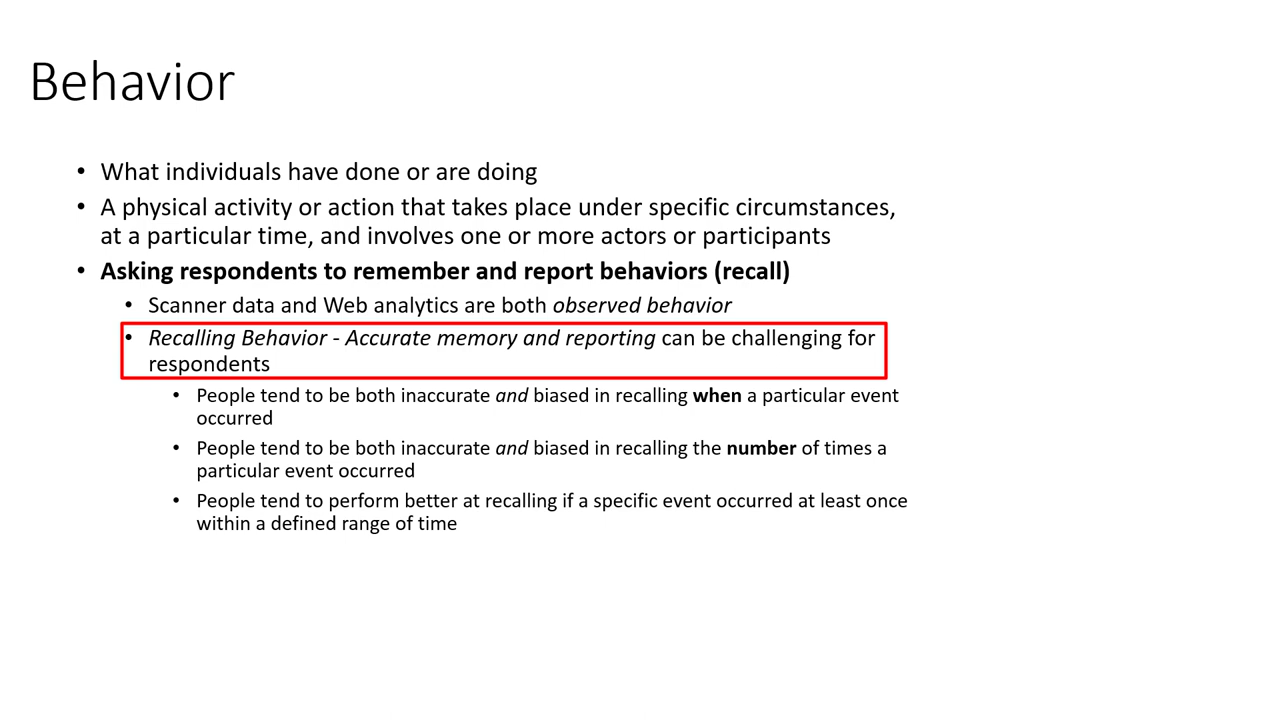 Behavior
• What individuals have done or are doing
• A physical activity or action that takes place under specific circumstances,
at a particular time, and involves one or more actors or participants
• Asking respondents to remember and report behaviors (recall)
• Scanner data and Web analytics are both observed behavior
• Recalling Behavior - Accurate memory and reporting can be challenging for
respondents
• People tend to be both inaccurate and biased in recalling when a particular event
occurred
• People tend to be both inaccurate and biased in recalling the number of times a
particular event occurred
• People tend to perform better at recalling if a specific event occurred at least once
within a defined range of time